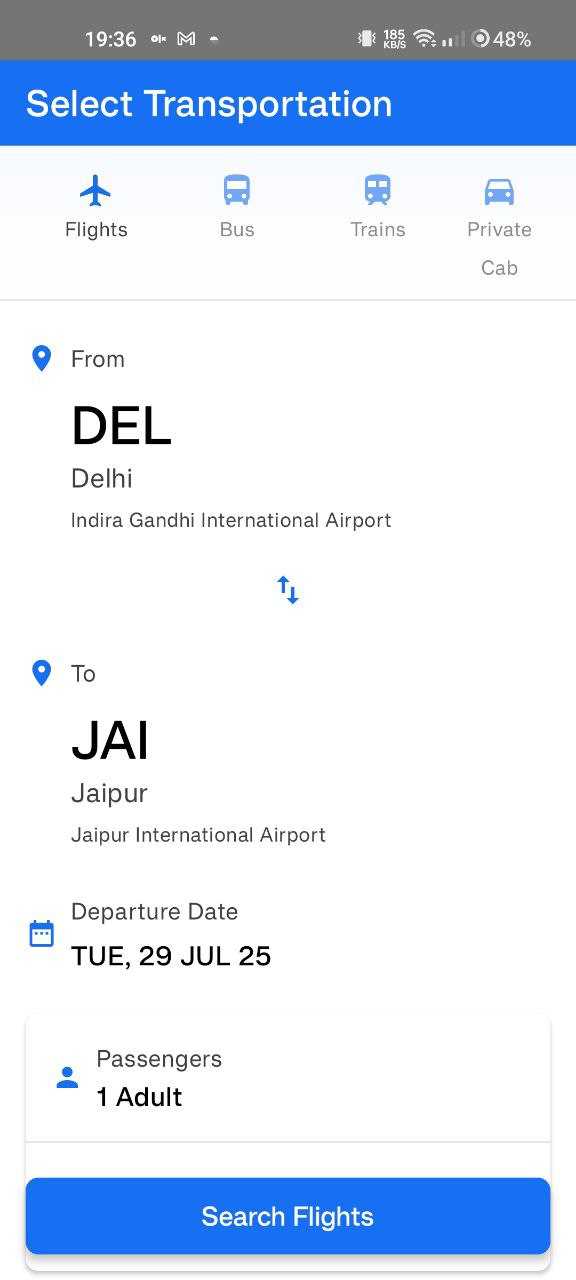 19:36
185
KB/S
48%
Select Transportation
Flights
Bus
Trains
Private
Cab
From
DEL
Delhi
Indira Gandhi International Airport
To
JAI
Jaipur
Jaipur International Airport
Departure Date
TUE, 29 JUL 25
Passengers
1 Adult
Search Flights